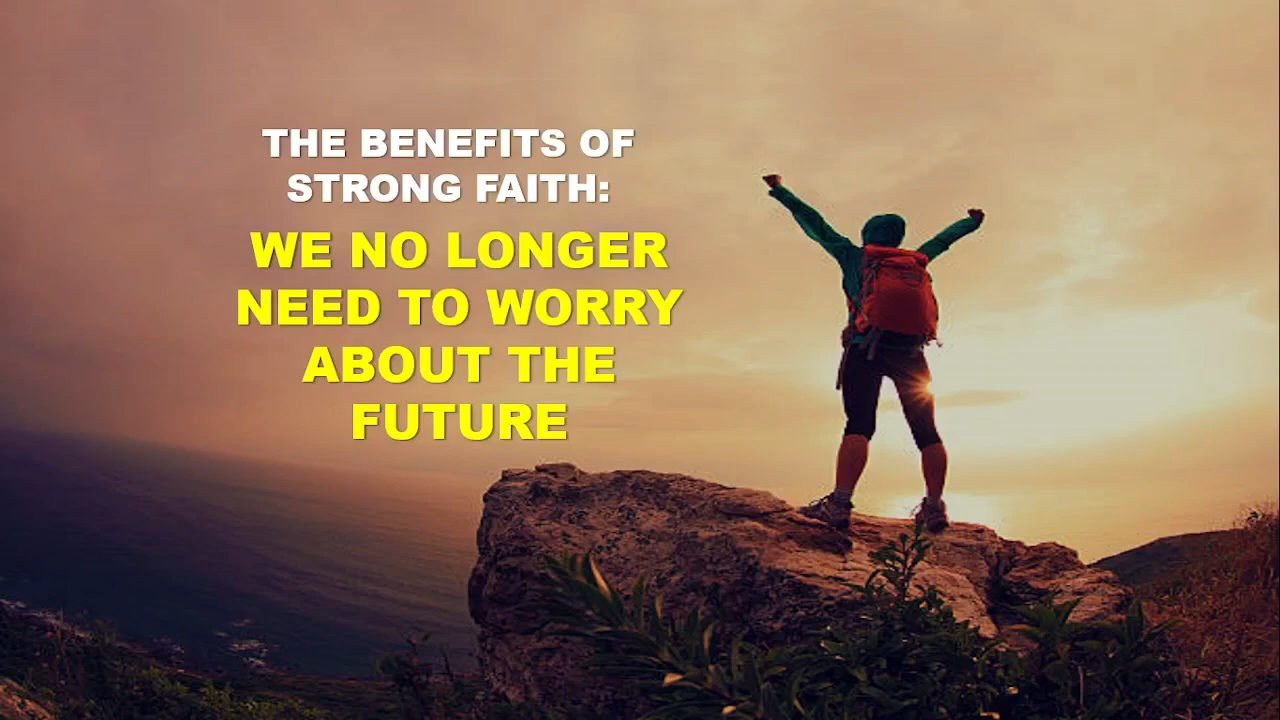 THE BENEFITS OF
STRONG FAITH:
WE NO LONGER
NEED TO WORRY
ABOUT THE
FUTURE